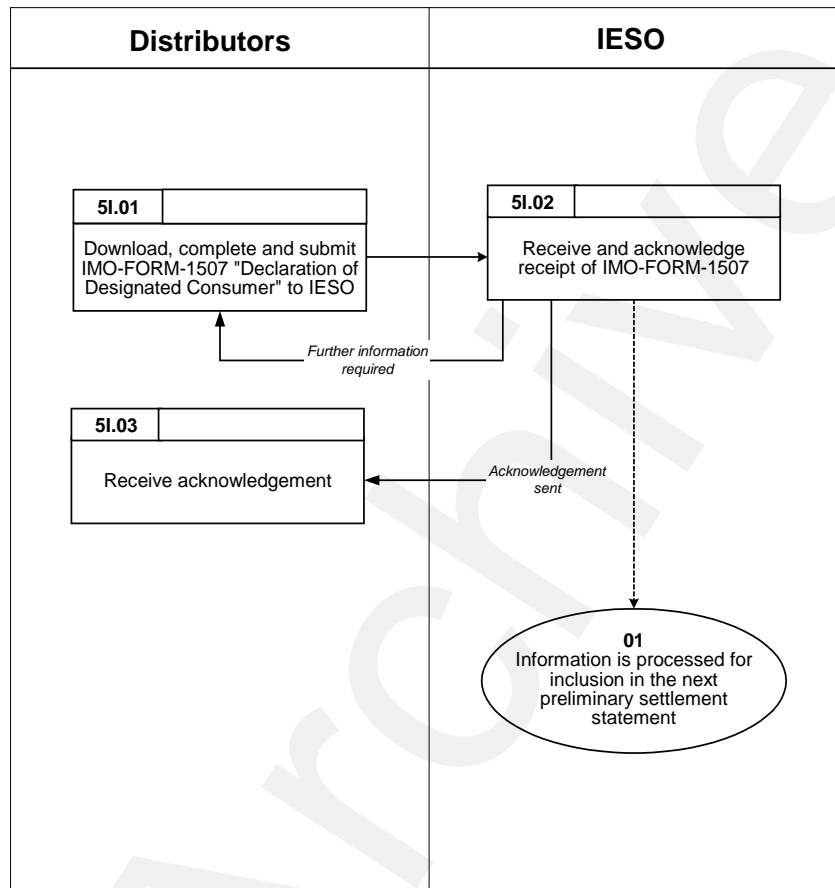 Distributors
IESO
5I.01
Download, complete and submit
IMO-FORM-1507 "Declaration of
Designated Consumer" to IESO
5I.02
Receive and acknowledge
receipt of IMO-FORM-1507
Further information
required
5I.03
Receive acknowledgement
Acknowledgement
sent
01
Information is processed for
inclusion in the next
preliminary settlement
statement
Archive